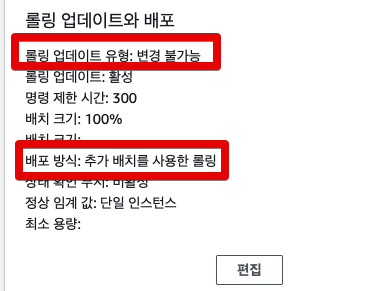 롤링 업데이트와 배포
롤링 업데이트 유형: 변경 불가능
롤링 업데이트: 활성
명령 제한 시간: 300
배치 크기: 100%
배치 크기:
배포 방식: 추가 배치를 사용한 롤링
상태 확인 무시: 비활성
정상 임계 값: 단일 인스턴스
최소 용량:
편집